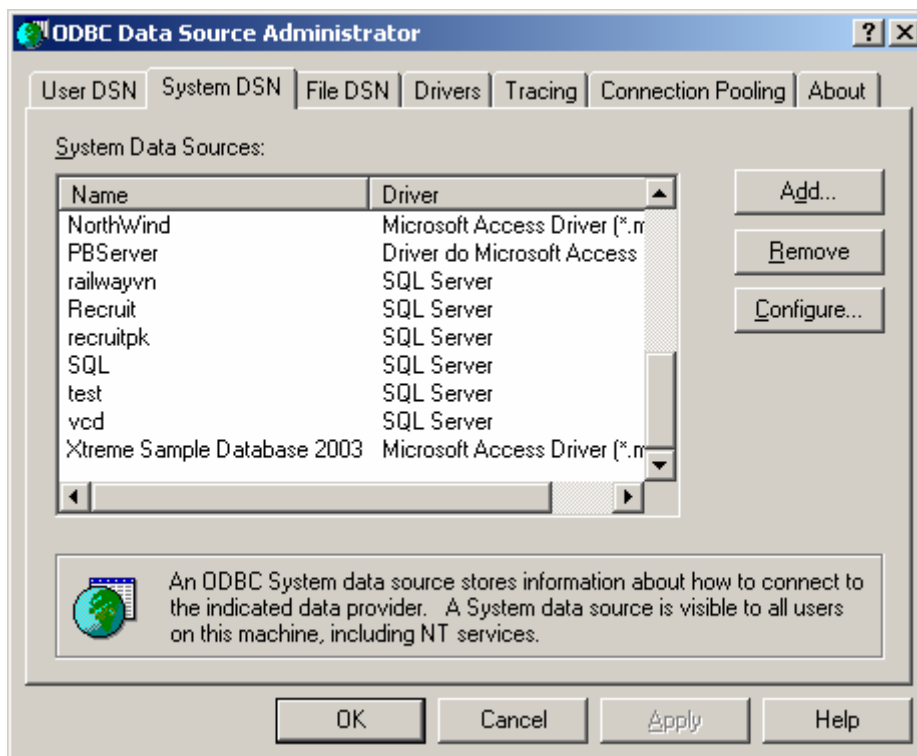 ODBC Data Source Administrator
User DSN System DSN File DSN Drivers Tracing Connection Pooling About
System Data Sources:
Name Driver
NorthWind Microsoft Access Driver (*.m
PBServer Driver do Microsoft Access
railwayvn SQL Server
Recruit SQL Server
recruitpk SQL Server
SQL SQL Server
test SQL Server
vcd SQL Server
Xtreme Sample Database 2003 Microsoft Access Driver (*.m
Add...
Remove
Configure...
An ODBC System data source stores information about how to connect to
the indicated data provider. A System data source is visible to all users
on this machine, including NT services.
OK Cancel Apply Help